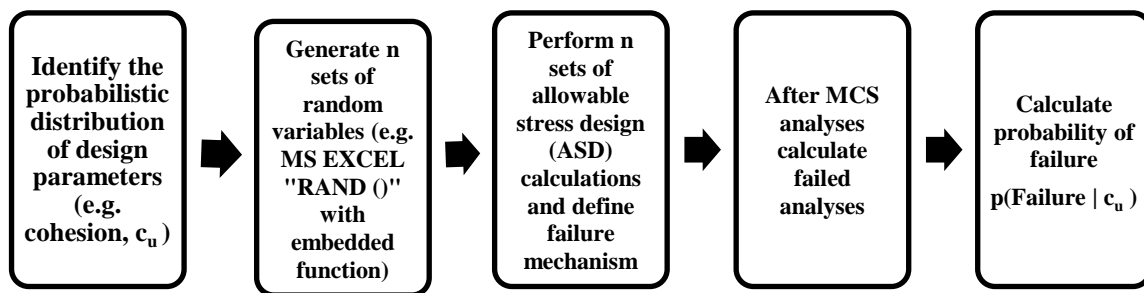 Identify the
probabilistic
distribution
of design
parameters
(e.g.
cohesion, cu )
Generate n
sets of
random
variables (e.g.
MS EXCEL
"RAND ()"
with
embedded
function)
Perform n
sets of
allowable
stress design
(ASD)
calculations
and define
failure
mechanism
After MCS
analyses
calculate
failed
analyses
Calculate
probability of
failure
p(Failure | cu )